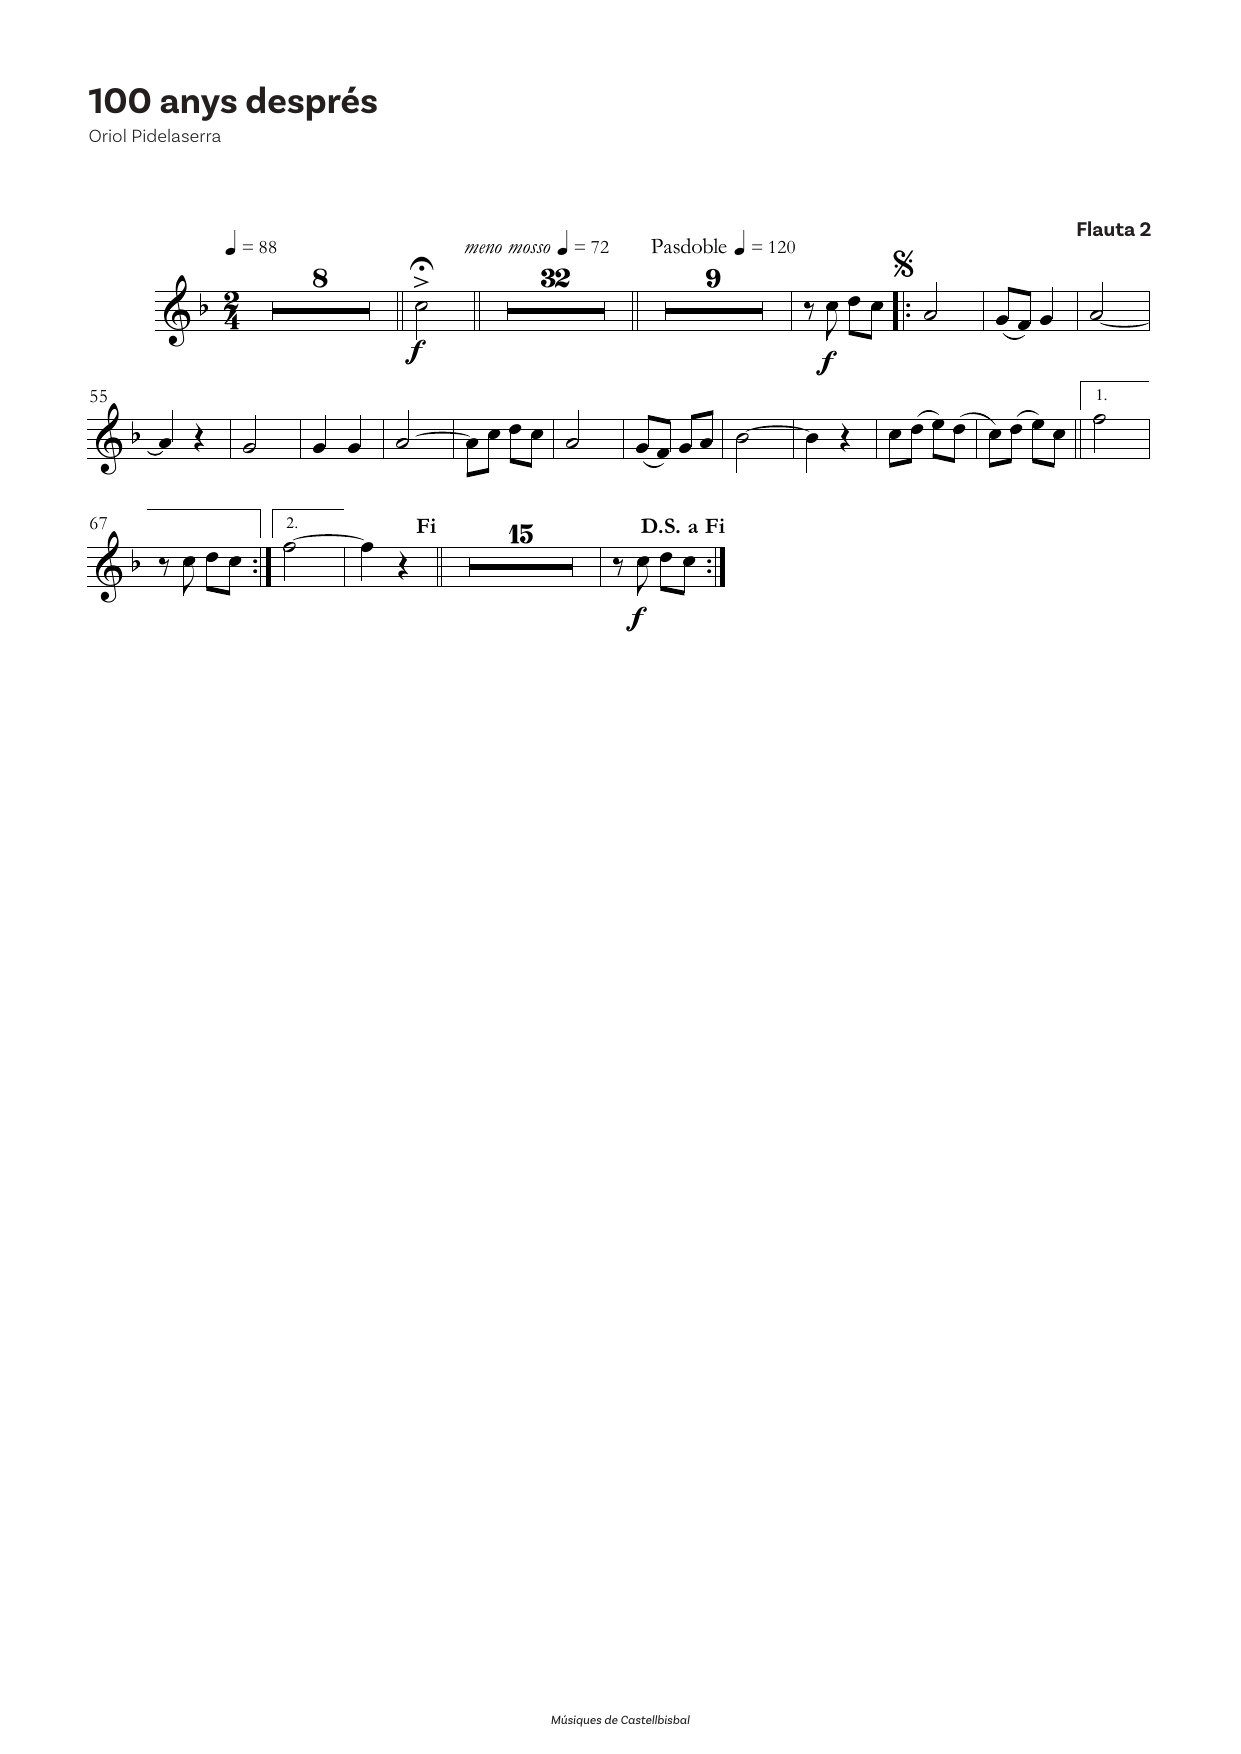 100 anys després
Oriol Pidelaserra
Flauta 2
= 88
meno mosso = 72
Pasdoble = 120
8
32
9
2
4
f
f
55
1.
67
2.
Fi
15
D.S. a Fi
f
Músiques de Castellbisbal